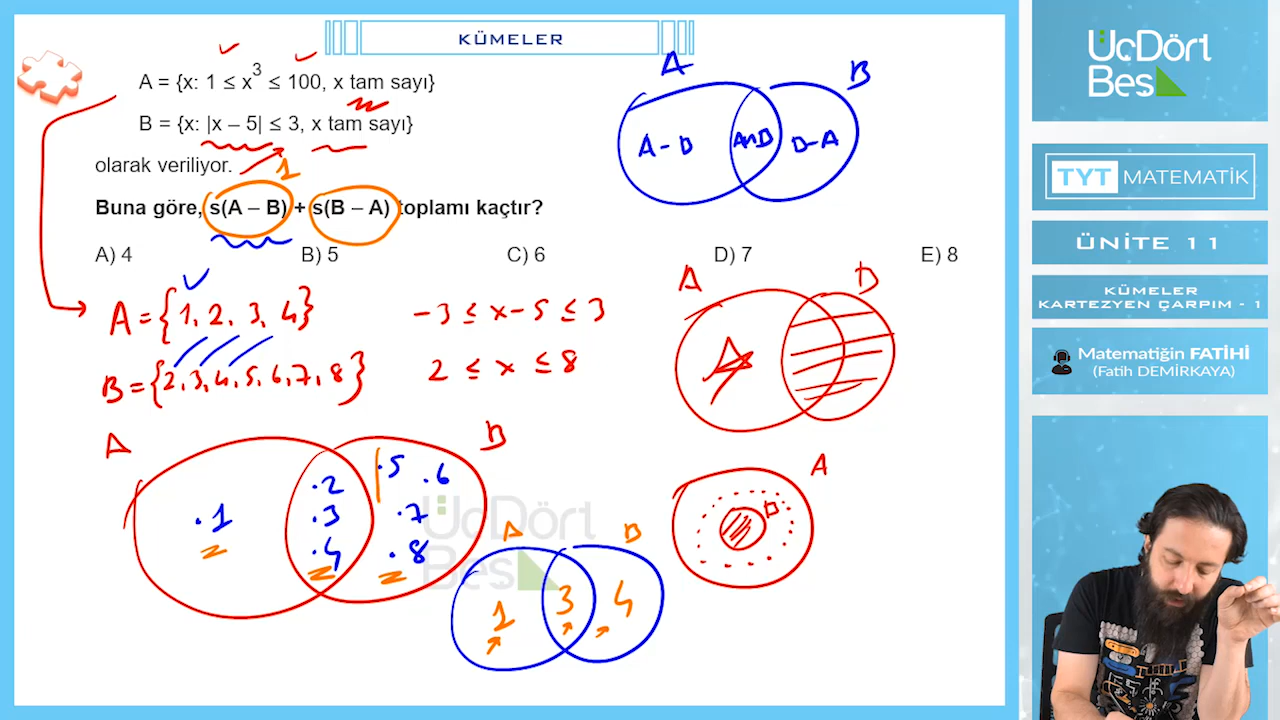 KÜMELER
A = {x: 1 ≤ x³ ≤ 100, x tam sayı}
B = {x: |x – 5| ≤ 3, x tam sayı}
olarak veriliyor.
1
Buna göre, s(A – B) + s(B – A) toplamı kaçtır?
A) 4 B) 5 C) 6 D) 7 E) 8
A = {1, 2, 3, 4}
-3 ≤ x-5 ≤ 3
B = {2, 3, 4, 5, 6, 7, 8}
2 ≤ x ≤ 8
A B
A-B A∩B B-A
A B
A
A B
.1 .2 .3 .4 .5 .6 .7 .8
A B
1 3 4
A
B
ÜçDört
Beş
ÜçDört
Beş
TYT MATEMATİK
ÜNİTE 11
KÜMELER
KARTEZYEN ÇARPIM - 1
Matematiğin FATİHİ
(Fatih DEMİRKAYA)